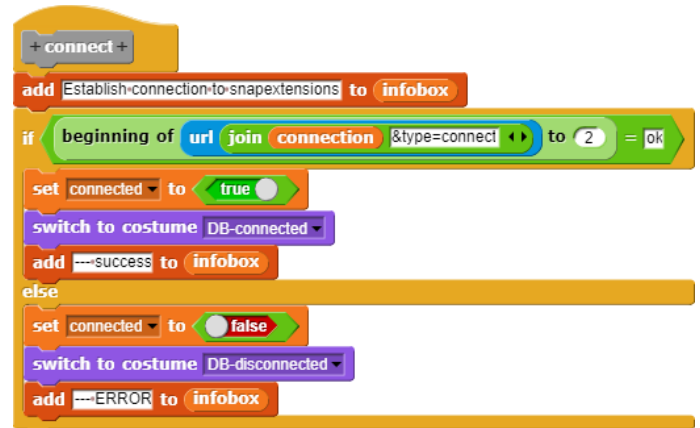 + connect +
add Establish connection to snapextensions to infobox
if beginning of url join connection &type=connect to 2 = ok
set connected to true
switch to costume DB-connected
add --- success to infobox
else
set connected to false
switch to costume DB-disconnected
add --- ERROR to infobox